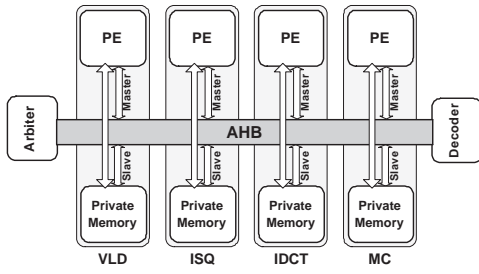 PE PE PE PE
Master Master Master Master
Arbiter
AHB
Decoder
Slave Slave Slave Slave
Private Private Private Private
Memory Memory Memory Memory
VLD ISQ IDCT MC